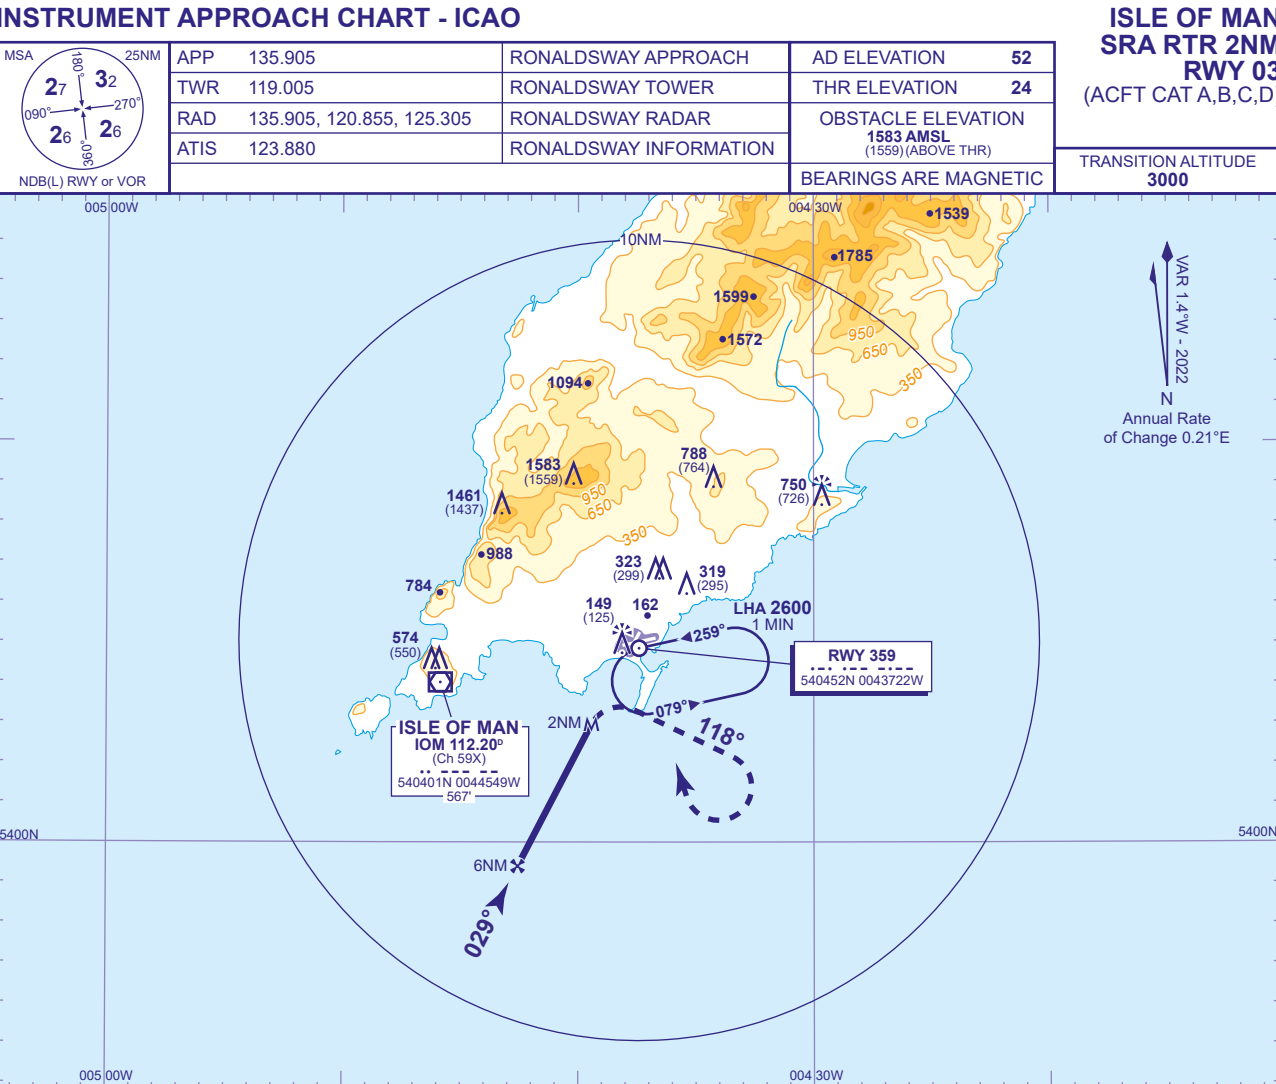 INSTRUMENT APPROACH CHART - ICAO
ISLE OF MAN
SRA RTR 2NM
RWY 03
(ACFT CAT A,B,C,D
MSA
25NM
180°
27
32
090°
270°
26
26
360°
NDB(L) RWY or VOR
APP 135.905 RONALDSWAY APPROACH
TWR 119.005 RONALDSWAY TOWER
RAD 135.905, 120.855, 125.305 RONALDSWAY RADAR
ATIS 123.880 RONALDSWAY INFORMATION
AD ELEVATION 52
THR ELEVATION 24
OBSTACLE ELEVATION
1583 AMSL
(1559) (ABOVE THR)
BEARINGS ARE MAGNETIC
TRANSITION ALTITUDE
3000
005 00W
004 30W
1539
10NM
1785
VAR 1.4°W - 2022
N
Annual Rate
of Change 0.21°E
1599
1572
950
650
350
1094
1583
(1559)
788
(764)
750
(726)
1461
(1437)
950
650
350
988
323
(299)
319
(295)
784
149
(125)
162
LHA 2600
1 MIN
259°
574
(550)
RWY 359
540452N 0043722W
079°
118°
2NM
ISLE OF MAN
IOM 112.20D
(Ch 59X)
540401N 0044549W
567'
5400N
5400N
6NM
029°
005 00W
004 30W